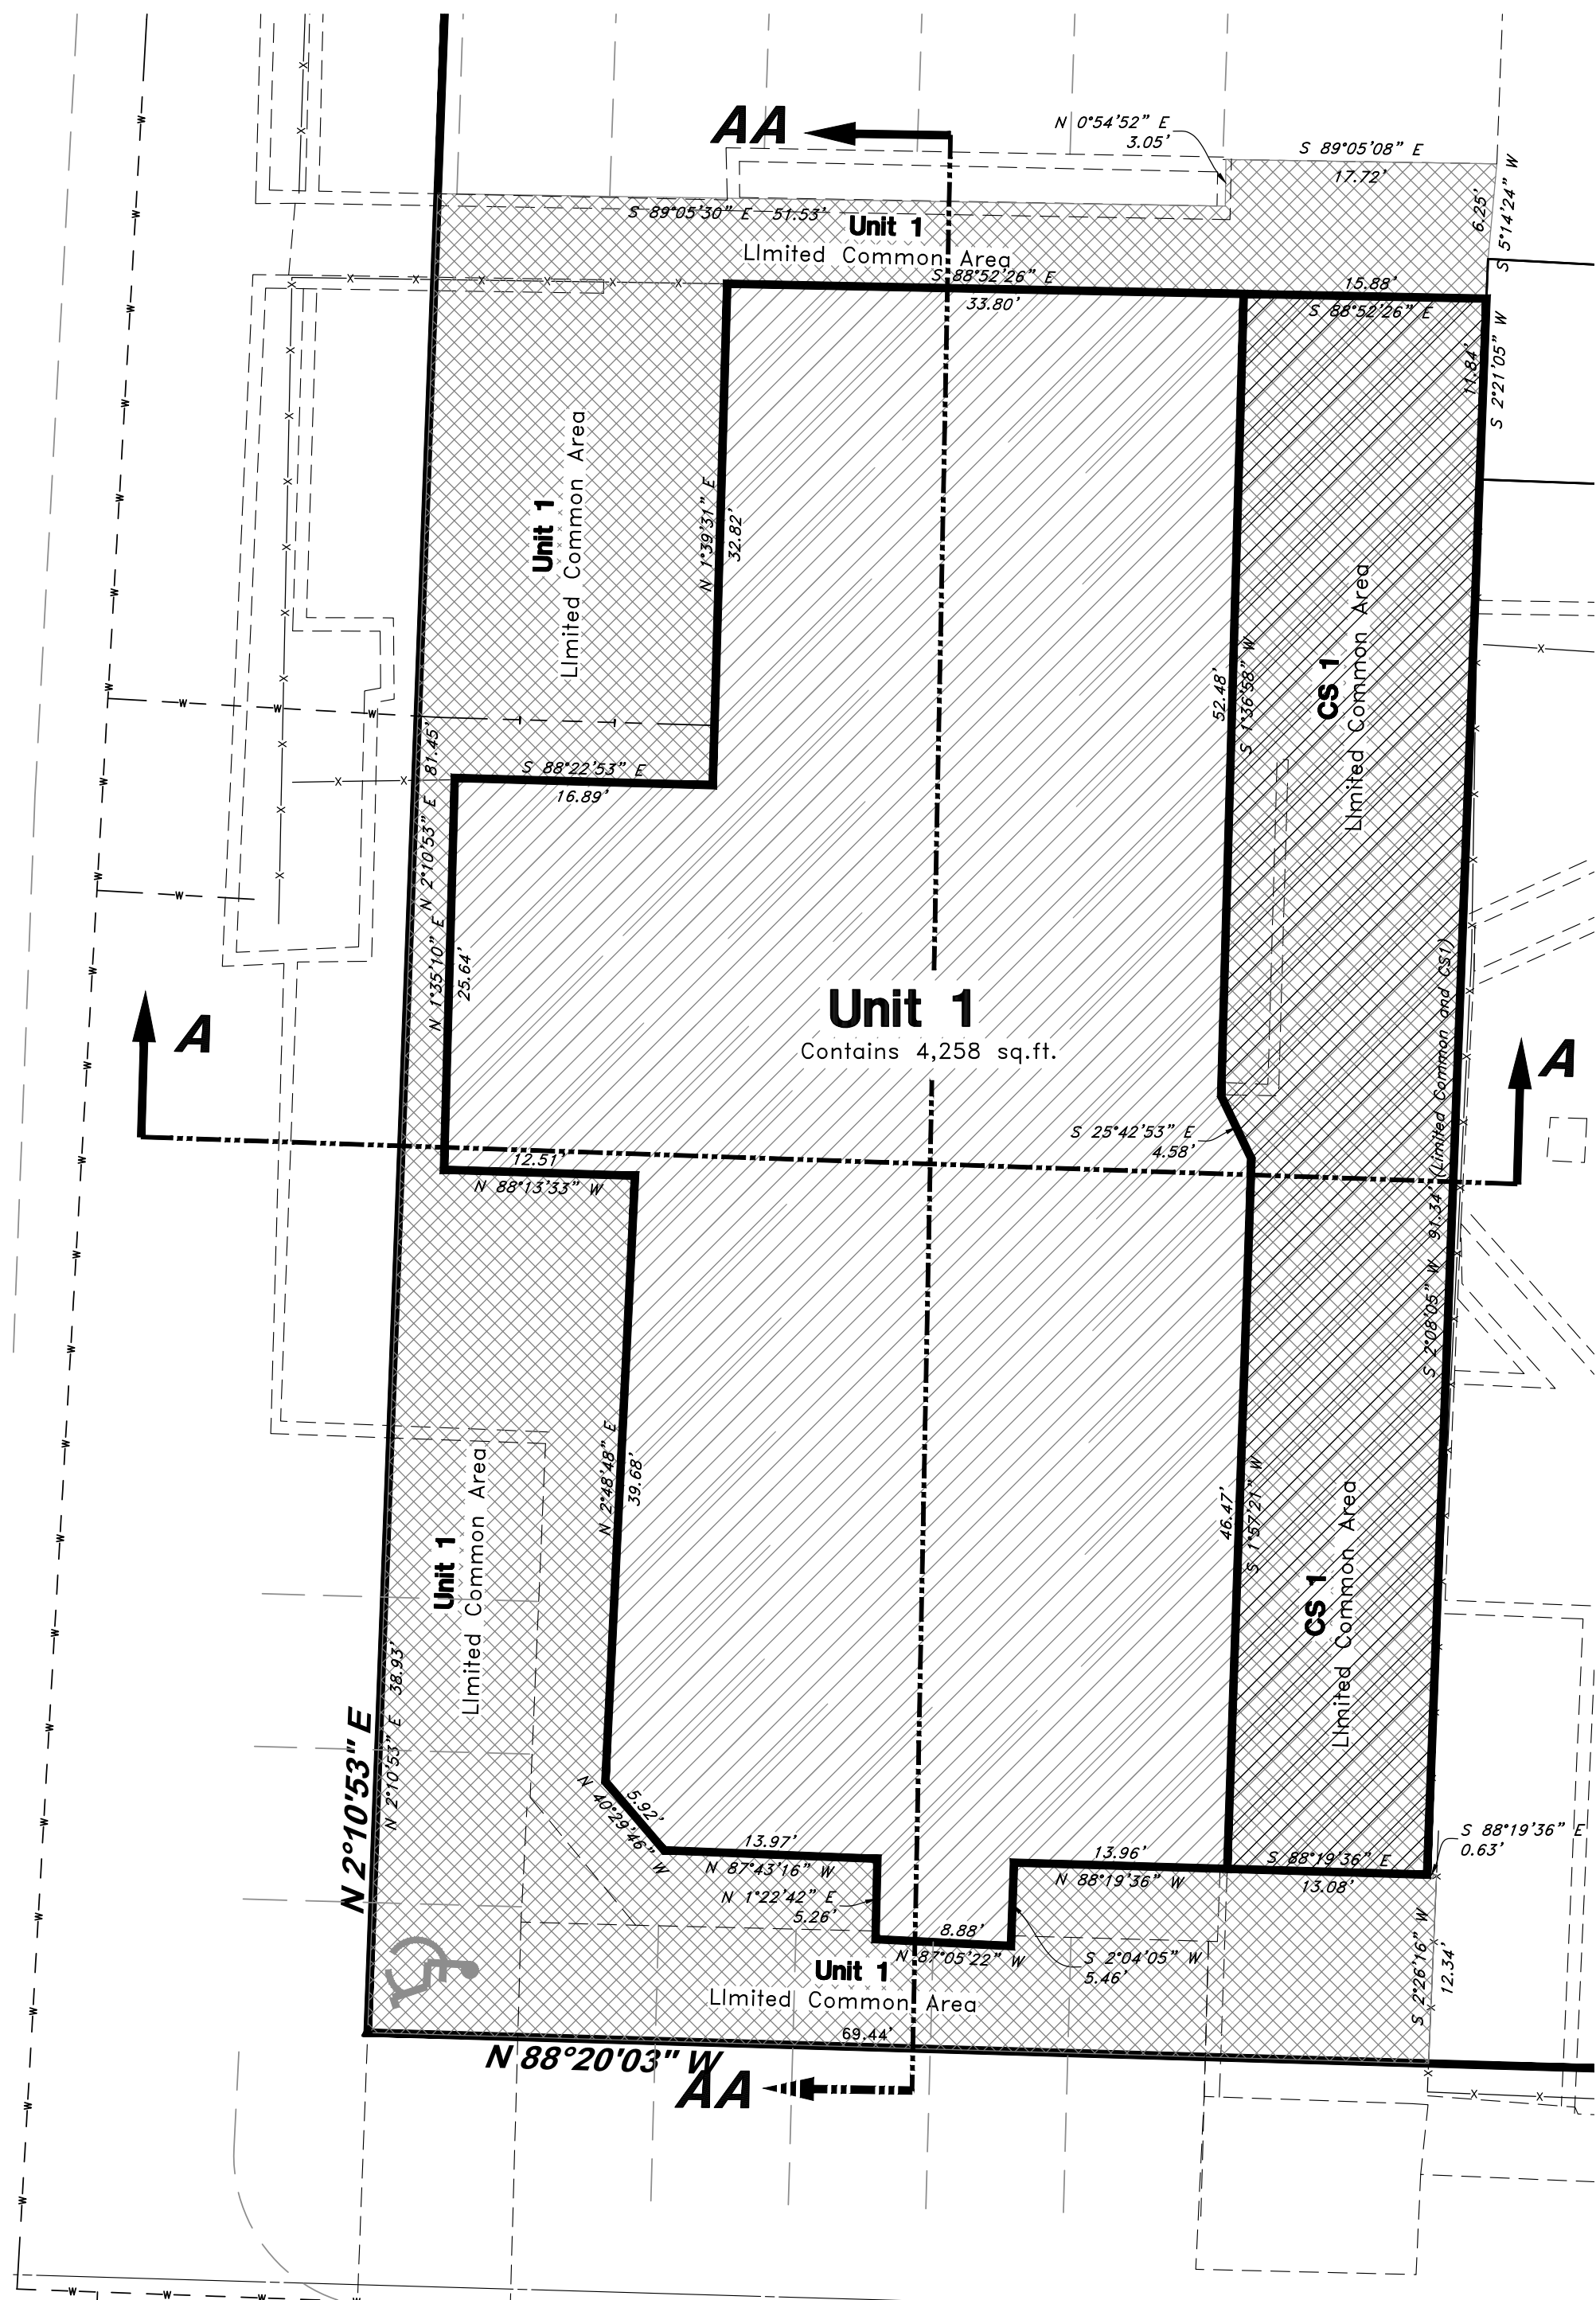 AA
N 0°54'52" E
3.05'
S 89°05'08" E
17.72'
S 5°14'24" W
6.25'
S 89°05'30" E 51.53'
Unit 1
LImited Common Area
S 88°52'26" E
33.80'
15.88'
S 88°52'26" E
11.84'
S 2°21'05" W
Unit 1
LImited Common Area
N 1°39'31" E
32.82'
52.48'
S 1°36'58" W
CS 1
LImited Common Area
S 88°22'53" E
16.89'
N 2°10'53" E 81.45'
N 1°35'10" E
25.64'
Unit 1
Contains 4,258 sq.ft.
A
A
S 25°42'53" E
4.58'
12.51'
N 88°13'33" W
S 2°08'05" W 91.34' (Limited Common and CS1)
N 2°48'48" E
39.68'
46.47'
S 1°57'21" W
Unit 1
LImited Common Area
CS 1
LImited Common Area
N 2°10'53" E 38.93'
N 2°10'53" E
5.92'
N 40°29'46" W
13.97'
N 87°43'16" W
N 1°22'42" E
5.26'
13.96'
N 88°19'36" W
S 88°19'36" E
13.08'
S 88°19'36" E
0.63'
8.88'
N 87°05'22" W
S 2°04'05" W
5.46'
S 2°26'16" W
12.34'
Unit 1
LImited Common Area
69.44'
N 88°20'03" W
AA